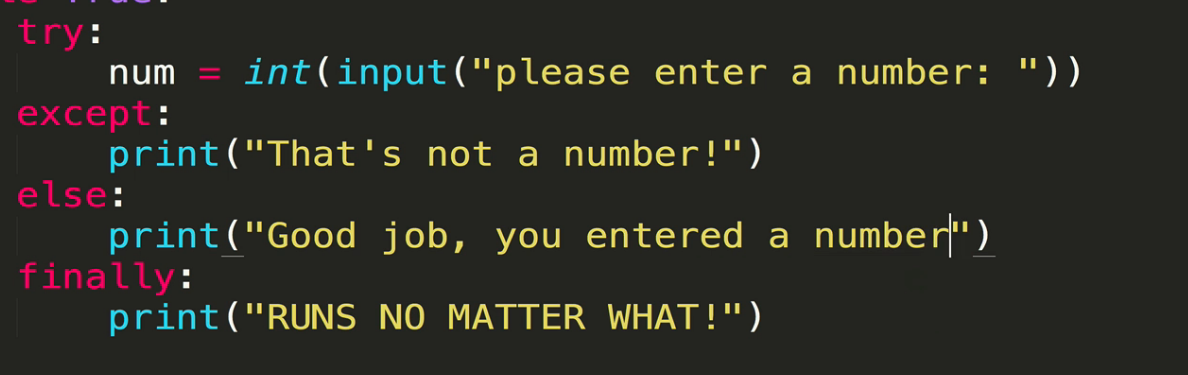 try:
num = int(input("please enter a number: "))
except:
print("That's not a number!")
else:
print("Good job, you entered a number")
finally:
print("RUNS NO MATTER WHAT!")